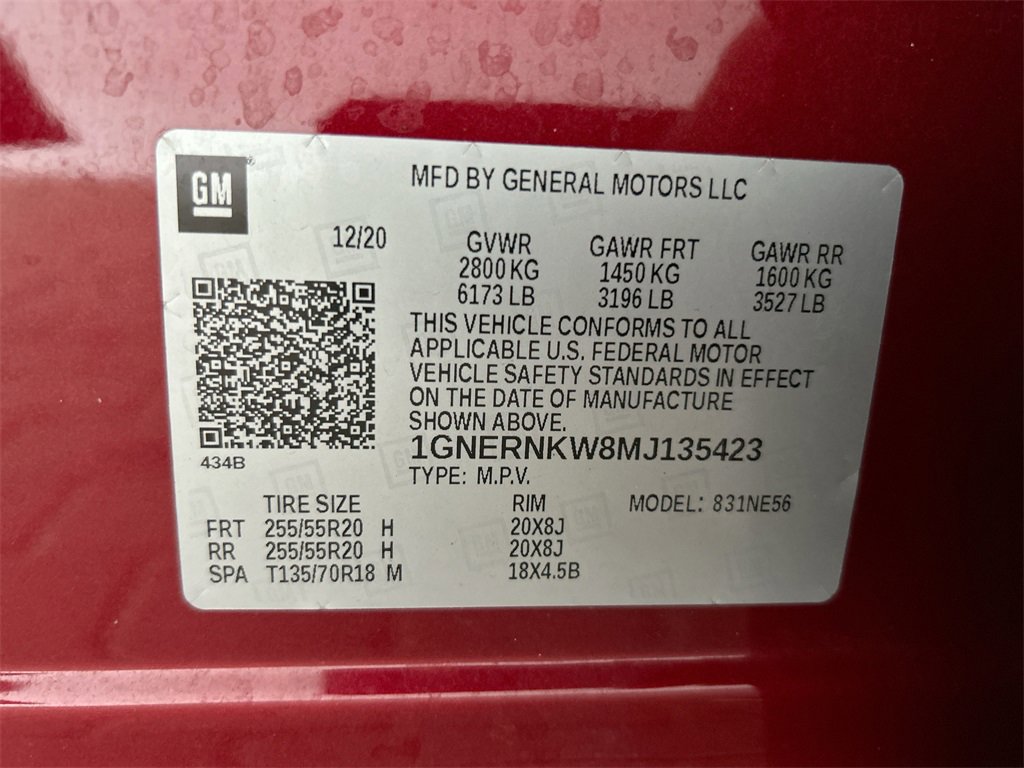 GM
MFD BY GENERAL MOTORS LLC
12/20 GVWR GAWR FRT GAWR RR
2800 KG 1450 KG 1600 KG
6173 LB 3196 LB 3527 LB
THIS VEHICLE CONFORMS TO ALL
APPLICABLE U.S. FEDERAL MOTOR
VEHICLE SAFETY STANDARDS IN EFFECT
ON THE DATE OF MANUFACTURE
SHOWN ABOVE.
1GNERNKW8MJ135423
434B
TYPE: M.P.V.
TIRE SIZE RIM MODEL: 831NE56
FRT 255/55R20 H 20X8J
RR 255/55R20 H 20X8J
SPA T135/70R18 M 18X4.5B